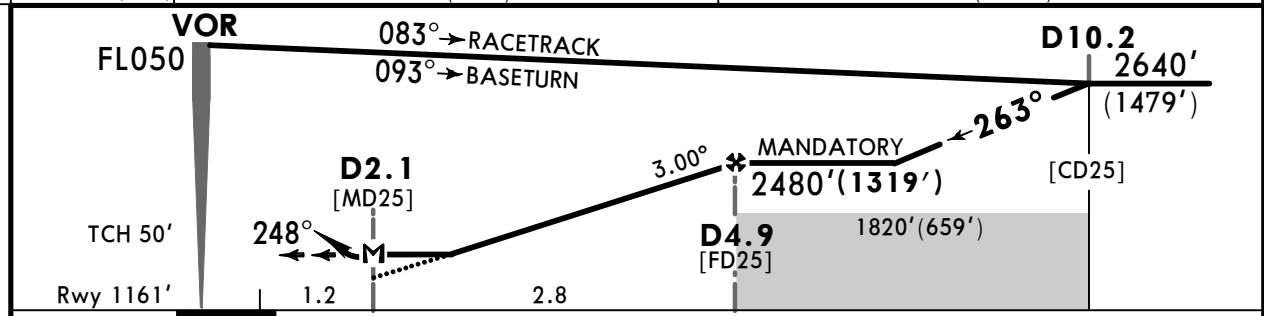 VOR
FL050
083° RACETRACK
093° BASETURN
D10.2
2640'
(1479')
263°
[CD25]
MANDATORY
2480'(1319')
3.00°
D2.1
[MD25]
D4.9
[FD25]
1820'(659')
TCH 50'
248°
M
Rwy 1161'
1.2
2.8